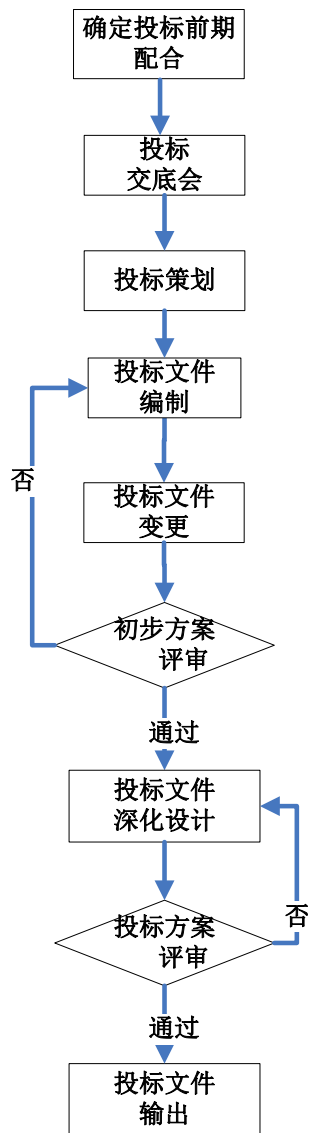 确定投标前期
配合
投标
交底会
投标策划
投标文件
编制
否
投标文件
变更
初步方案
评审
通过
投标文件
深化设计
否
投标方案
评审
通过
投标文件
输出